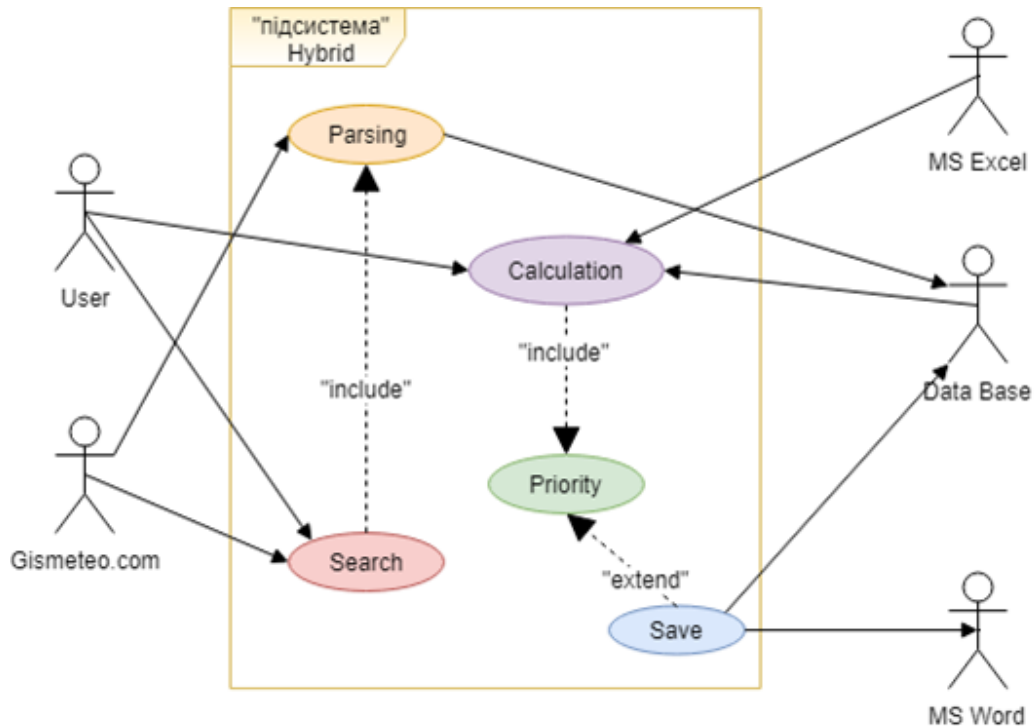 "підсистема"
Hybrid
MS Excel
Parsing
User
Calculation
"include"
"include"
Data Base
Priority
Gismeteo.com
Search
"extend"
Save
MS Word